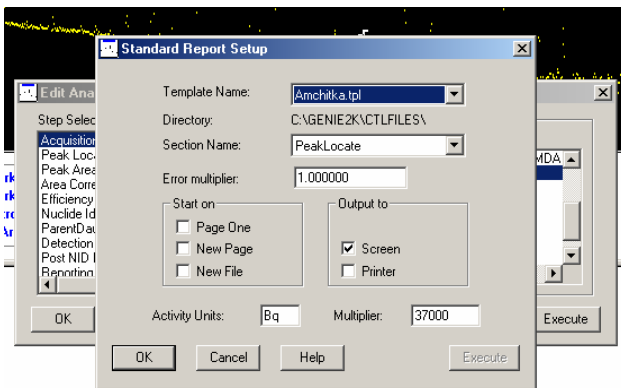 Standard Report Setup
Edit Ana
Template Name: Amchitka.tpl
Directory: C:\GENIE2K\CTLFILES\
Section Name: PeakLocate
Error multiplier: 1.000000
Start on
Page One
New Page
New File
Output to
Screen
Printer
Activity Units: Bq Multiplier: 37000
OK Cancel Help Execute
Step Selec
Acquisition
Peak Loca
Peak Area
Area Corre
Efficiency
Nuclide Id
ParentDau
Detection
Post NID
Reporting
MDA
OK
Execute